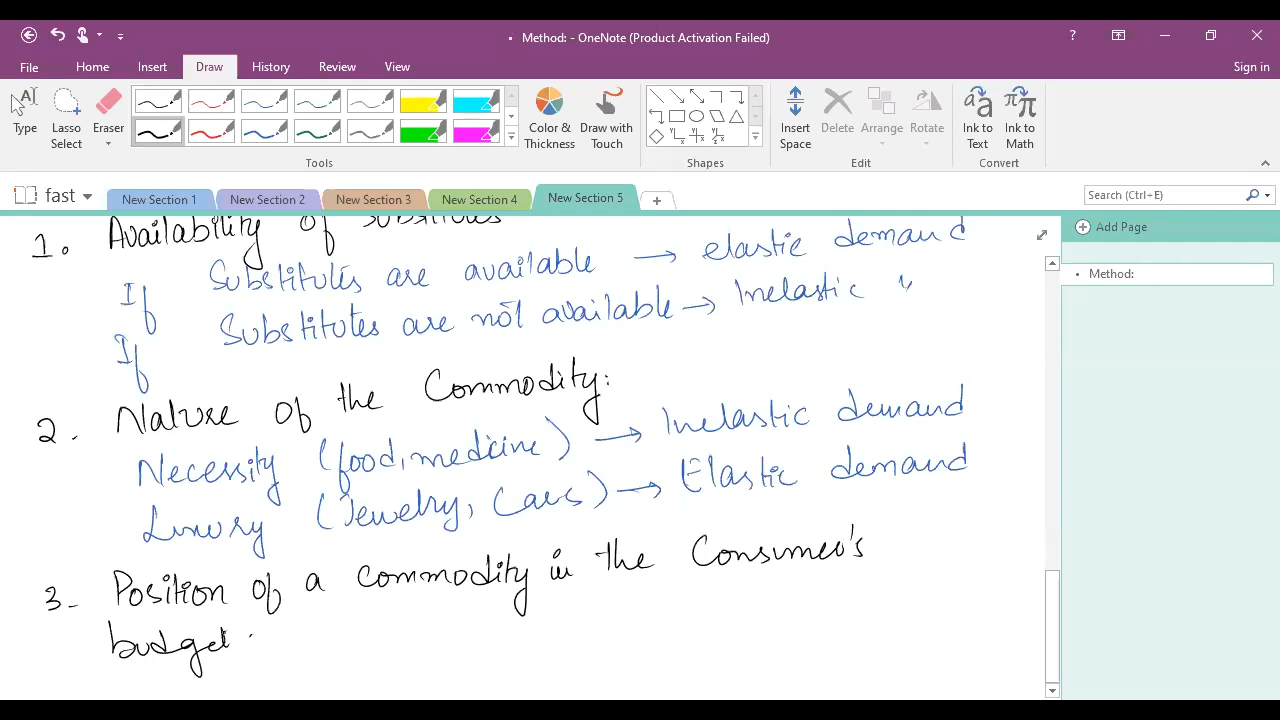 Method: - OneNote (Product Activation Failed)
? Sign in
File Home Insert Draw History Review View
Type Lasso Select Eraser Color & Thickness Draw with Touch Insert Space Delete Arrange Rotate Ink to Text Ink to Math
Tools Shapes Edit Convert
fast New Section 1 New Section 2 New Section 3 New Section 4 New Section 5 + Search (Ctrl+E)
Add Page
Method:
1. Availability of Substitutes
If Substitutes are available → elastic demand
If Substitutes are not available → Inelastic "
2. Nature of the Commodity:
Necessity (food, medicine) → Inelastic demand
Luxury (Jewelry, Cars) → Elastic demand
3- Position of a commodity in the Consumer's
budget.